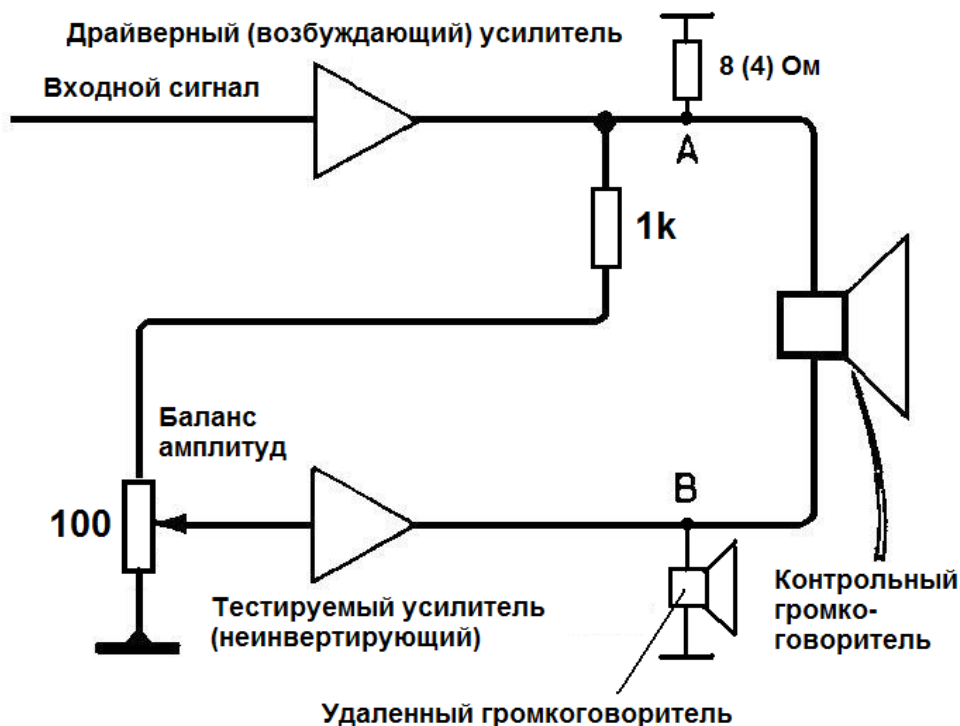 Драйверный (возбуждающий) усилитель
Входной сигнал
8 (4) Ом
A
1k
Баланс
амплитуд
100
B
Тестируемый усилитель
(неинвертирующий)
Контрольный
громко-
говоритель
Удаленный громкоговоритель